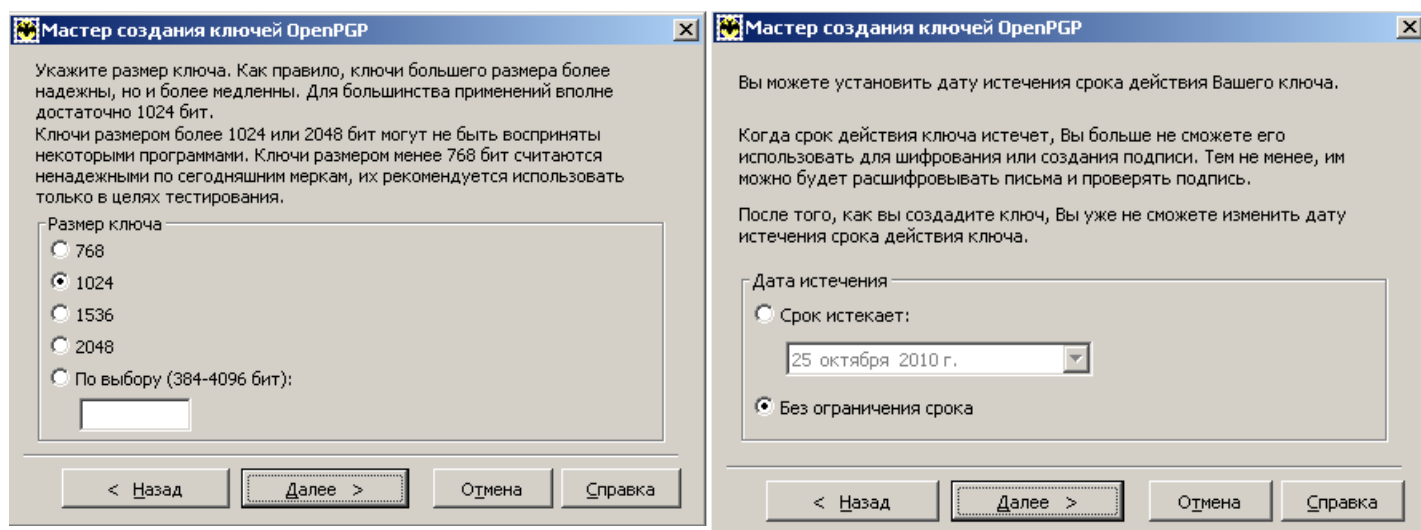 Мастер создания ключей OpenPGP
Укажите размер ключа. Как правило, ключи большего размера более
надежны, но и более медленны. Для большинства применений вполне
достаточно 1024 бит.
Ключи размером более 1024 или 2048 бит могут не быть восприняты
некоторыми программами. Ключи размером менее 768 бит считаются
ненадежными по сегодняшним меркам, их рекомендуется использовать
только в целях тестирования.
Размер ключа
768
1024
1536
2048
По выбору (384-4096 бит):
< Назад
Далее >
Отмена
Справка
Мастер создания ключей OpenPGP
Вы можете установить дату истечения срока действия Вашего ключа.
Когда срок действия ключа истечет, Вы больше не сможете его
использовать для шифрования или создания подписи. Тем не менее, им
можно будет расшифровывать письма и проверять подпись.
После того, как вы создадите ключ, Вы уже не сможете изменить дату
истечения срока действия ключа.
Дата истечения
Срок истекает:
25 октября 2010 г.
Без ограничения срока
< Назад
Далее >
Отмена
Справка